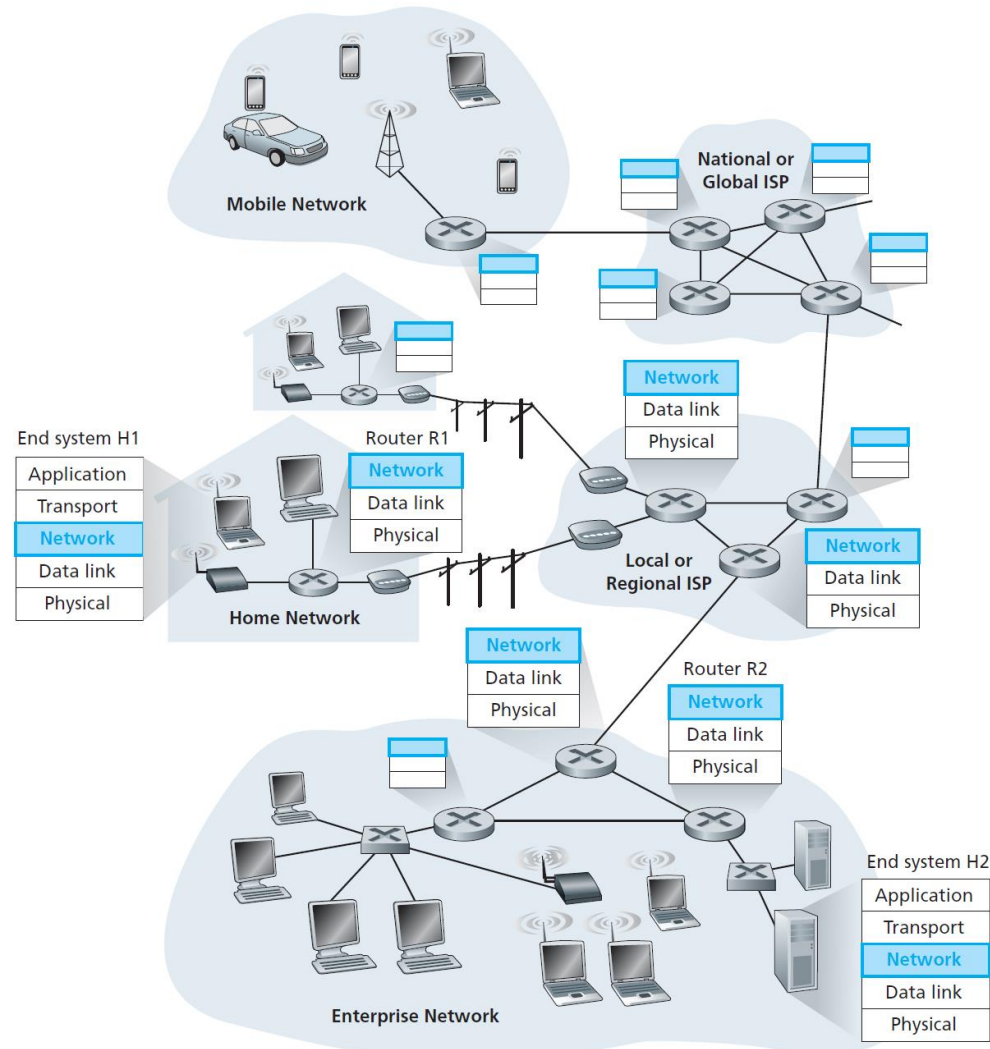 Mobile Network
National or
Global ISP
Network
Data link
Physical
End system H1
Application
Transport
Network
Data link
Physical
Router R1
Network
Data link
Physical
Home Network
Local or
Regional ISP
Network
Data link
Physical
Network
Data link
Physical
Router R2
Network
Data link
Physical
End system H2
Application
Transport
Network
Data link
Physical
Enterprise Network